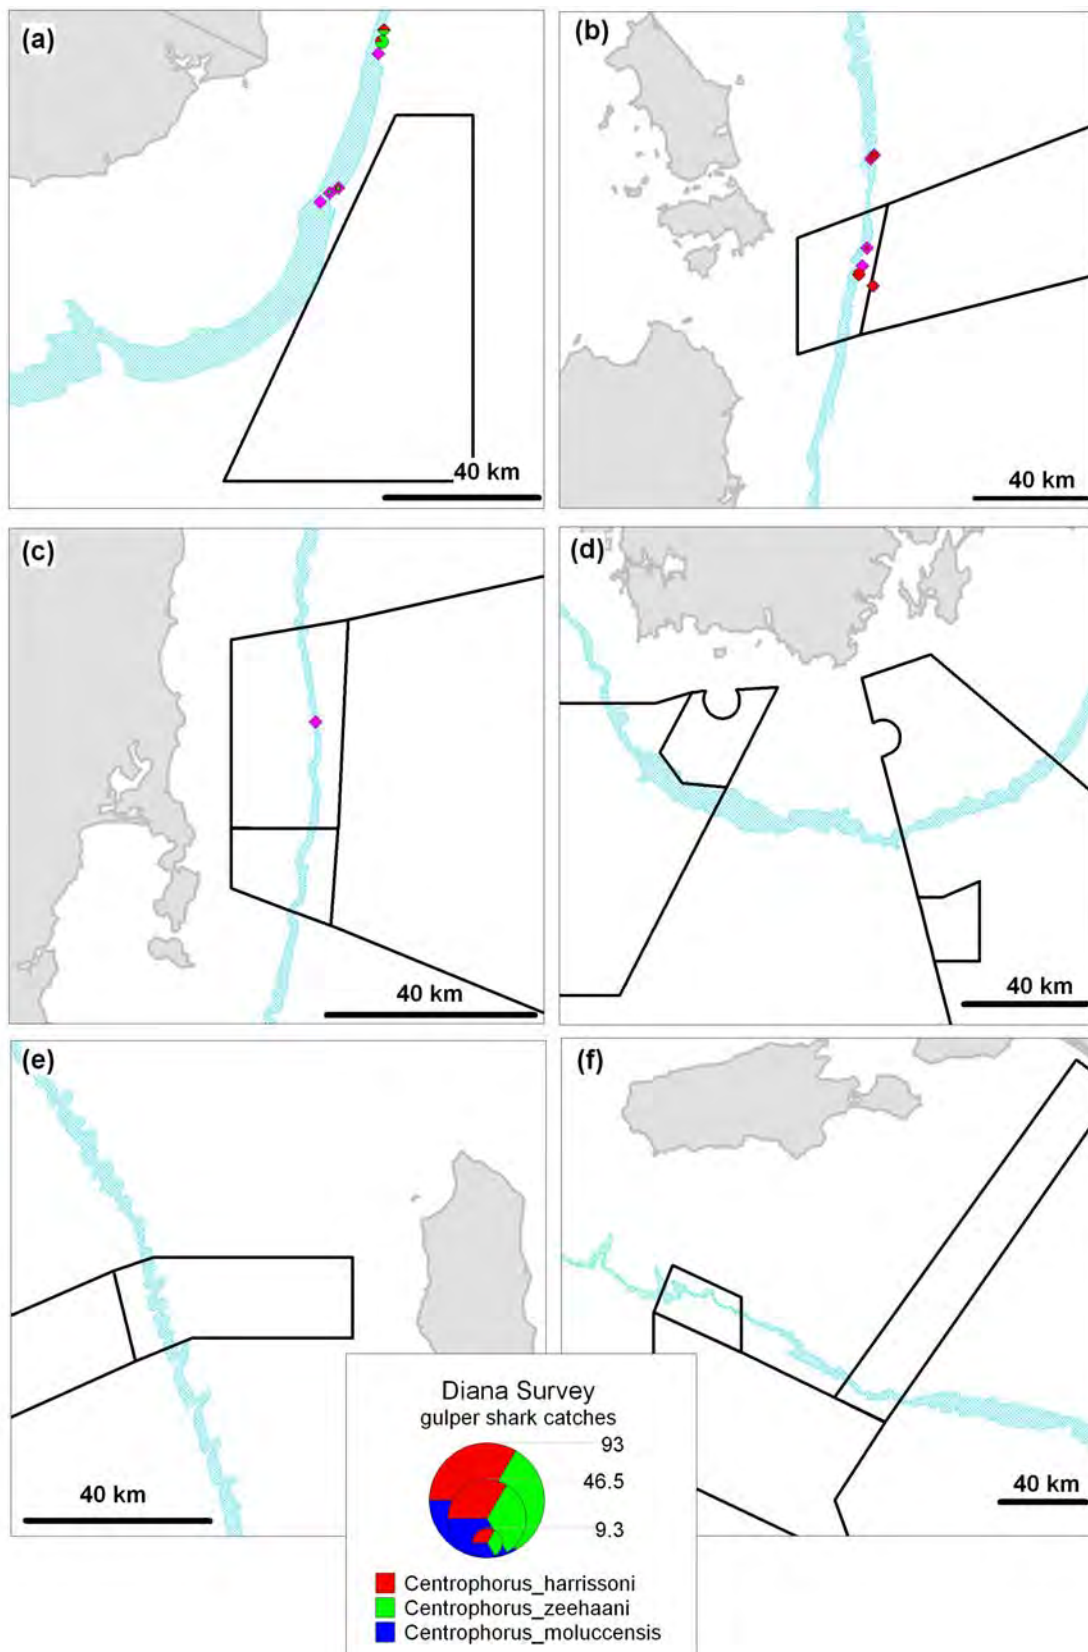 (a)
40 km
(b)
40 km
(c)
40 km
(d)
40 km
(e)
40 km
(f)
40 km
Diana Survey
gulper shark catches
93
46.5
9.3
Centrophorus_harrissoni
Centrophorus_zeehaani
Centrophorus_moluccensis